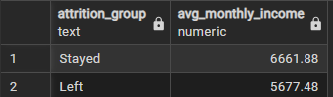 attrition_group avg_monthly_income
text numeric
1 Stayed 6661.88
2 Left 5677.48